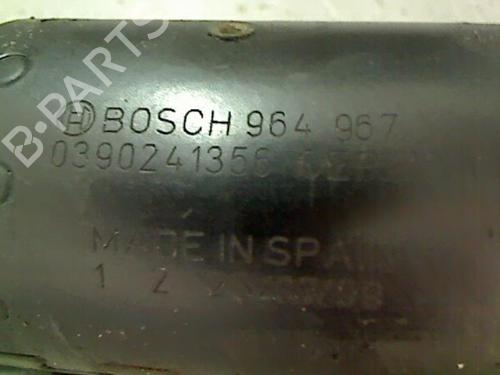 B-PARTS
BOSCH 964 967
0390241356
MADE IN SPAIN
1 2